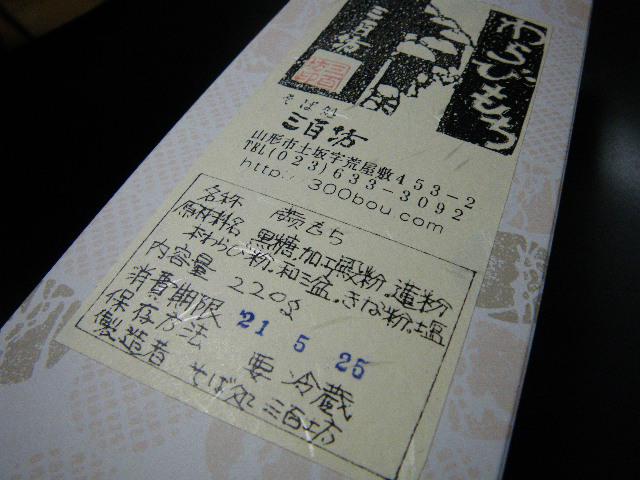 わらびもち
三百坊
そば処
三百坊
山形市土坂字荒屋敷453-2
TEL(023)633-3092
http://300bou.com
名称 蕨もち
原材料名 黒糖.加工澱粉.蓮粉
本わらび粉.和三盆.きな粉.塩
内容量 220g
消費期限 21 5 25
保存方法 要冷蔵
製造者 そば処三百坊